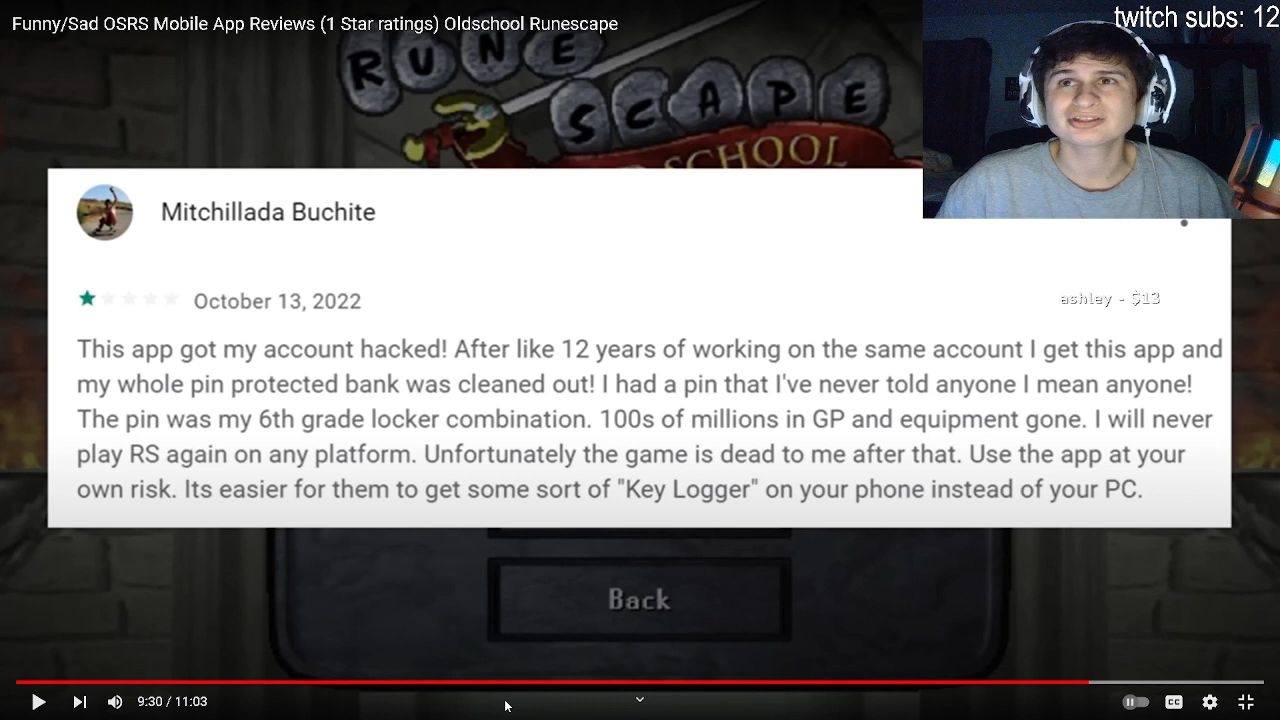 Funny/Sad OSRS Mobile App Reviews (1 Star ratings) Oldschool Runescape
twitch subs: 12
RUNE
SCAPE
SCHOOL
Mitchillada Buchite
October 13, 2022
ashley - $13
This app got my account hacked! After like 12 years of working on the same account I get this app and
my whole pin protected bank was cleaned out! I had a pin that I've never told anyone I mean anyone!
The pin was my 6th grade locker combination. 100s of millions in GP and equipment gone. I will never
play RS again on any platform. Unfortunately the game is dead to me after that. Use the app at your
own risk. Its easier for them to get some sort of "Key Logger" on your phone instead of your PC.
Back
9:30 / 11:03
CC